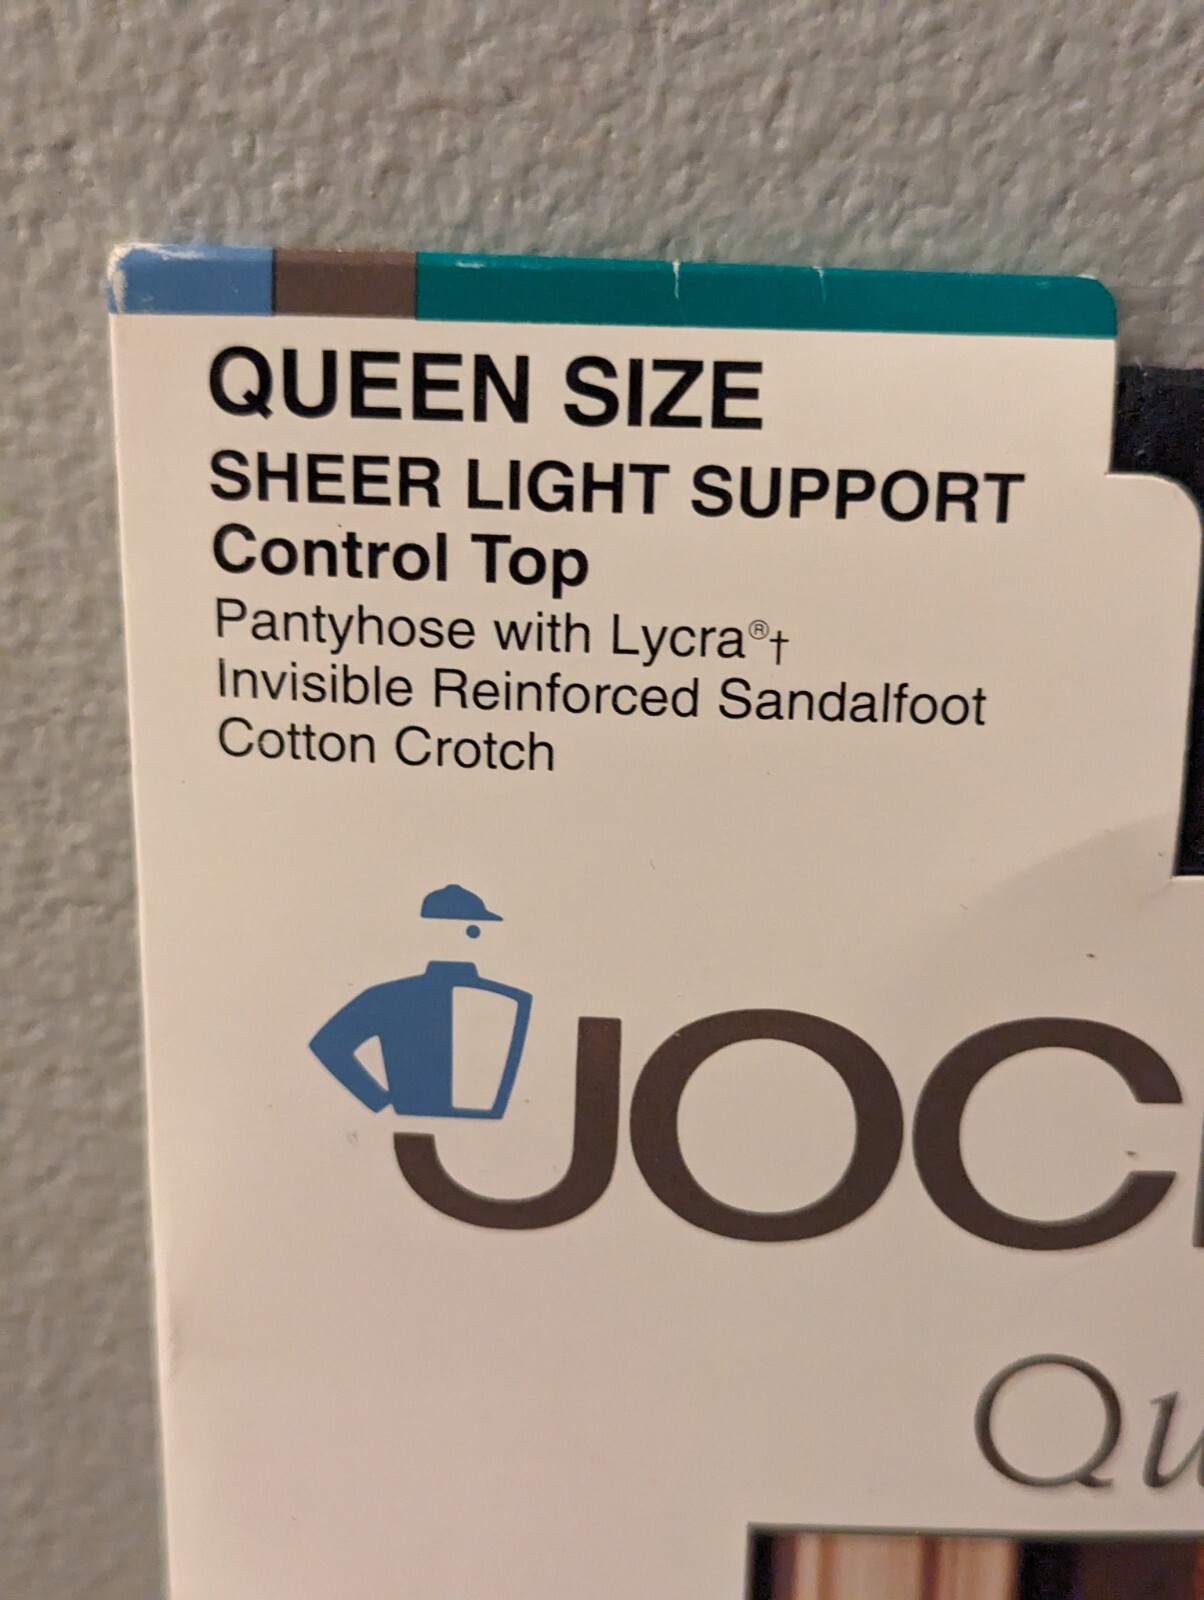 QUEEN SIZE
SHEER LIGHT SUPPORT
Control Top
Pantyhose with Lycra®†
Invisible Reinforced Sandalfoot
Cotton Crotch
JOC
Qu